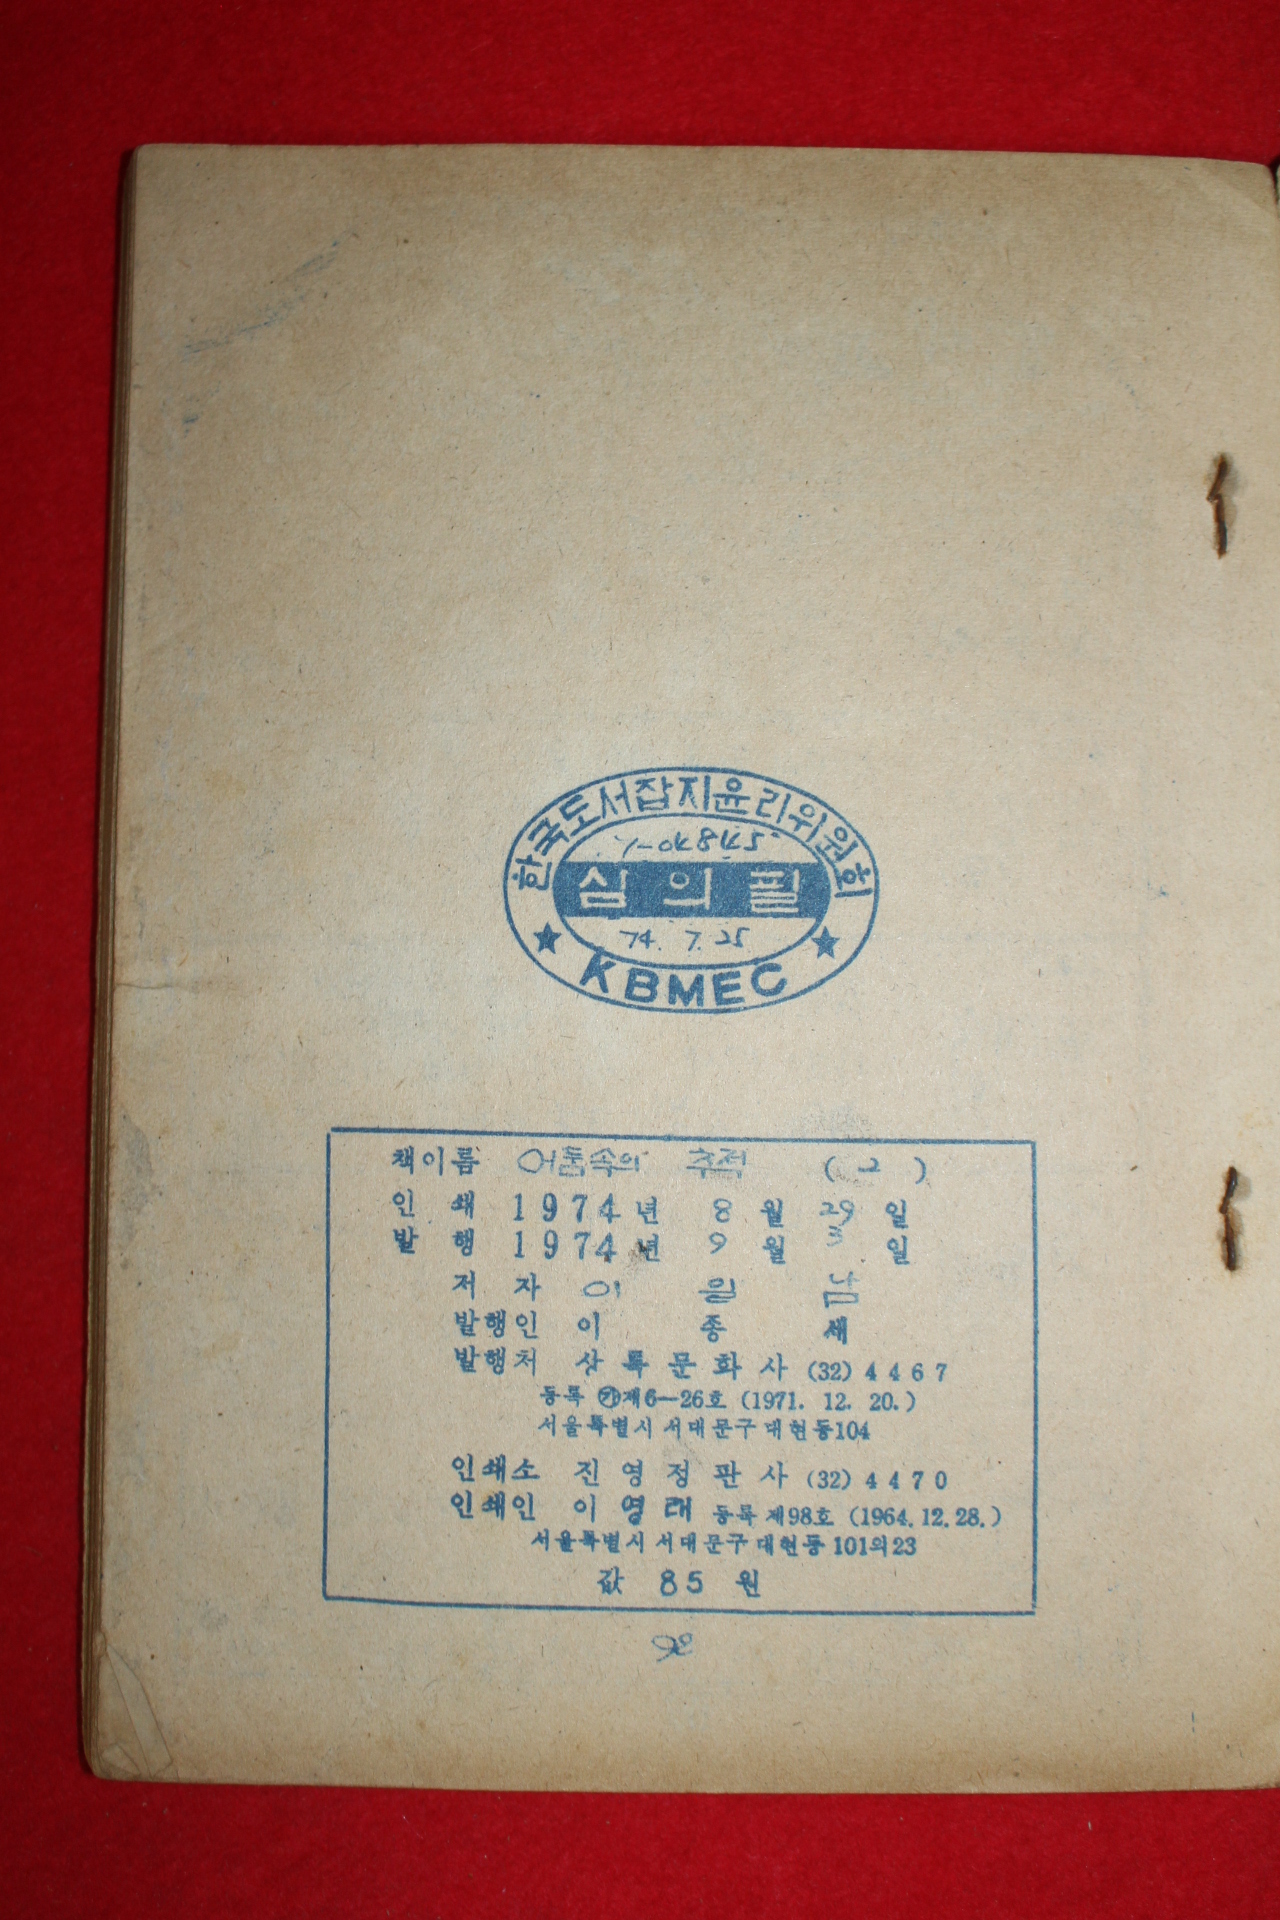 한국도서잡지윤리위원회
1-04845
심의필
74. 7. 25
KBMEC
책이름 어둠속의 추적 (2)
인쇄 1974년 8월 29일
발행 1974년 9월 3일
저자 이일남
발행인 이종세
발행처 상록문화사 (32) 4467
등록 ㉮제6—26호 (1971. 12. 20.)
서울특별시 서대문구 대현동104
인쇄소 진영정판사 (32) 4470
인쇄인 이영래 등록 제98호 (1964. 12. 28.)
서울특별시 서대문구 대현동 101의23
값 85원